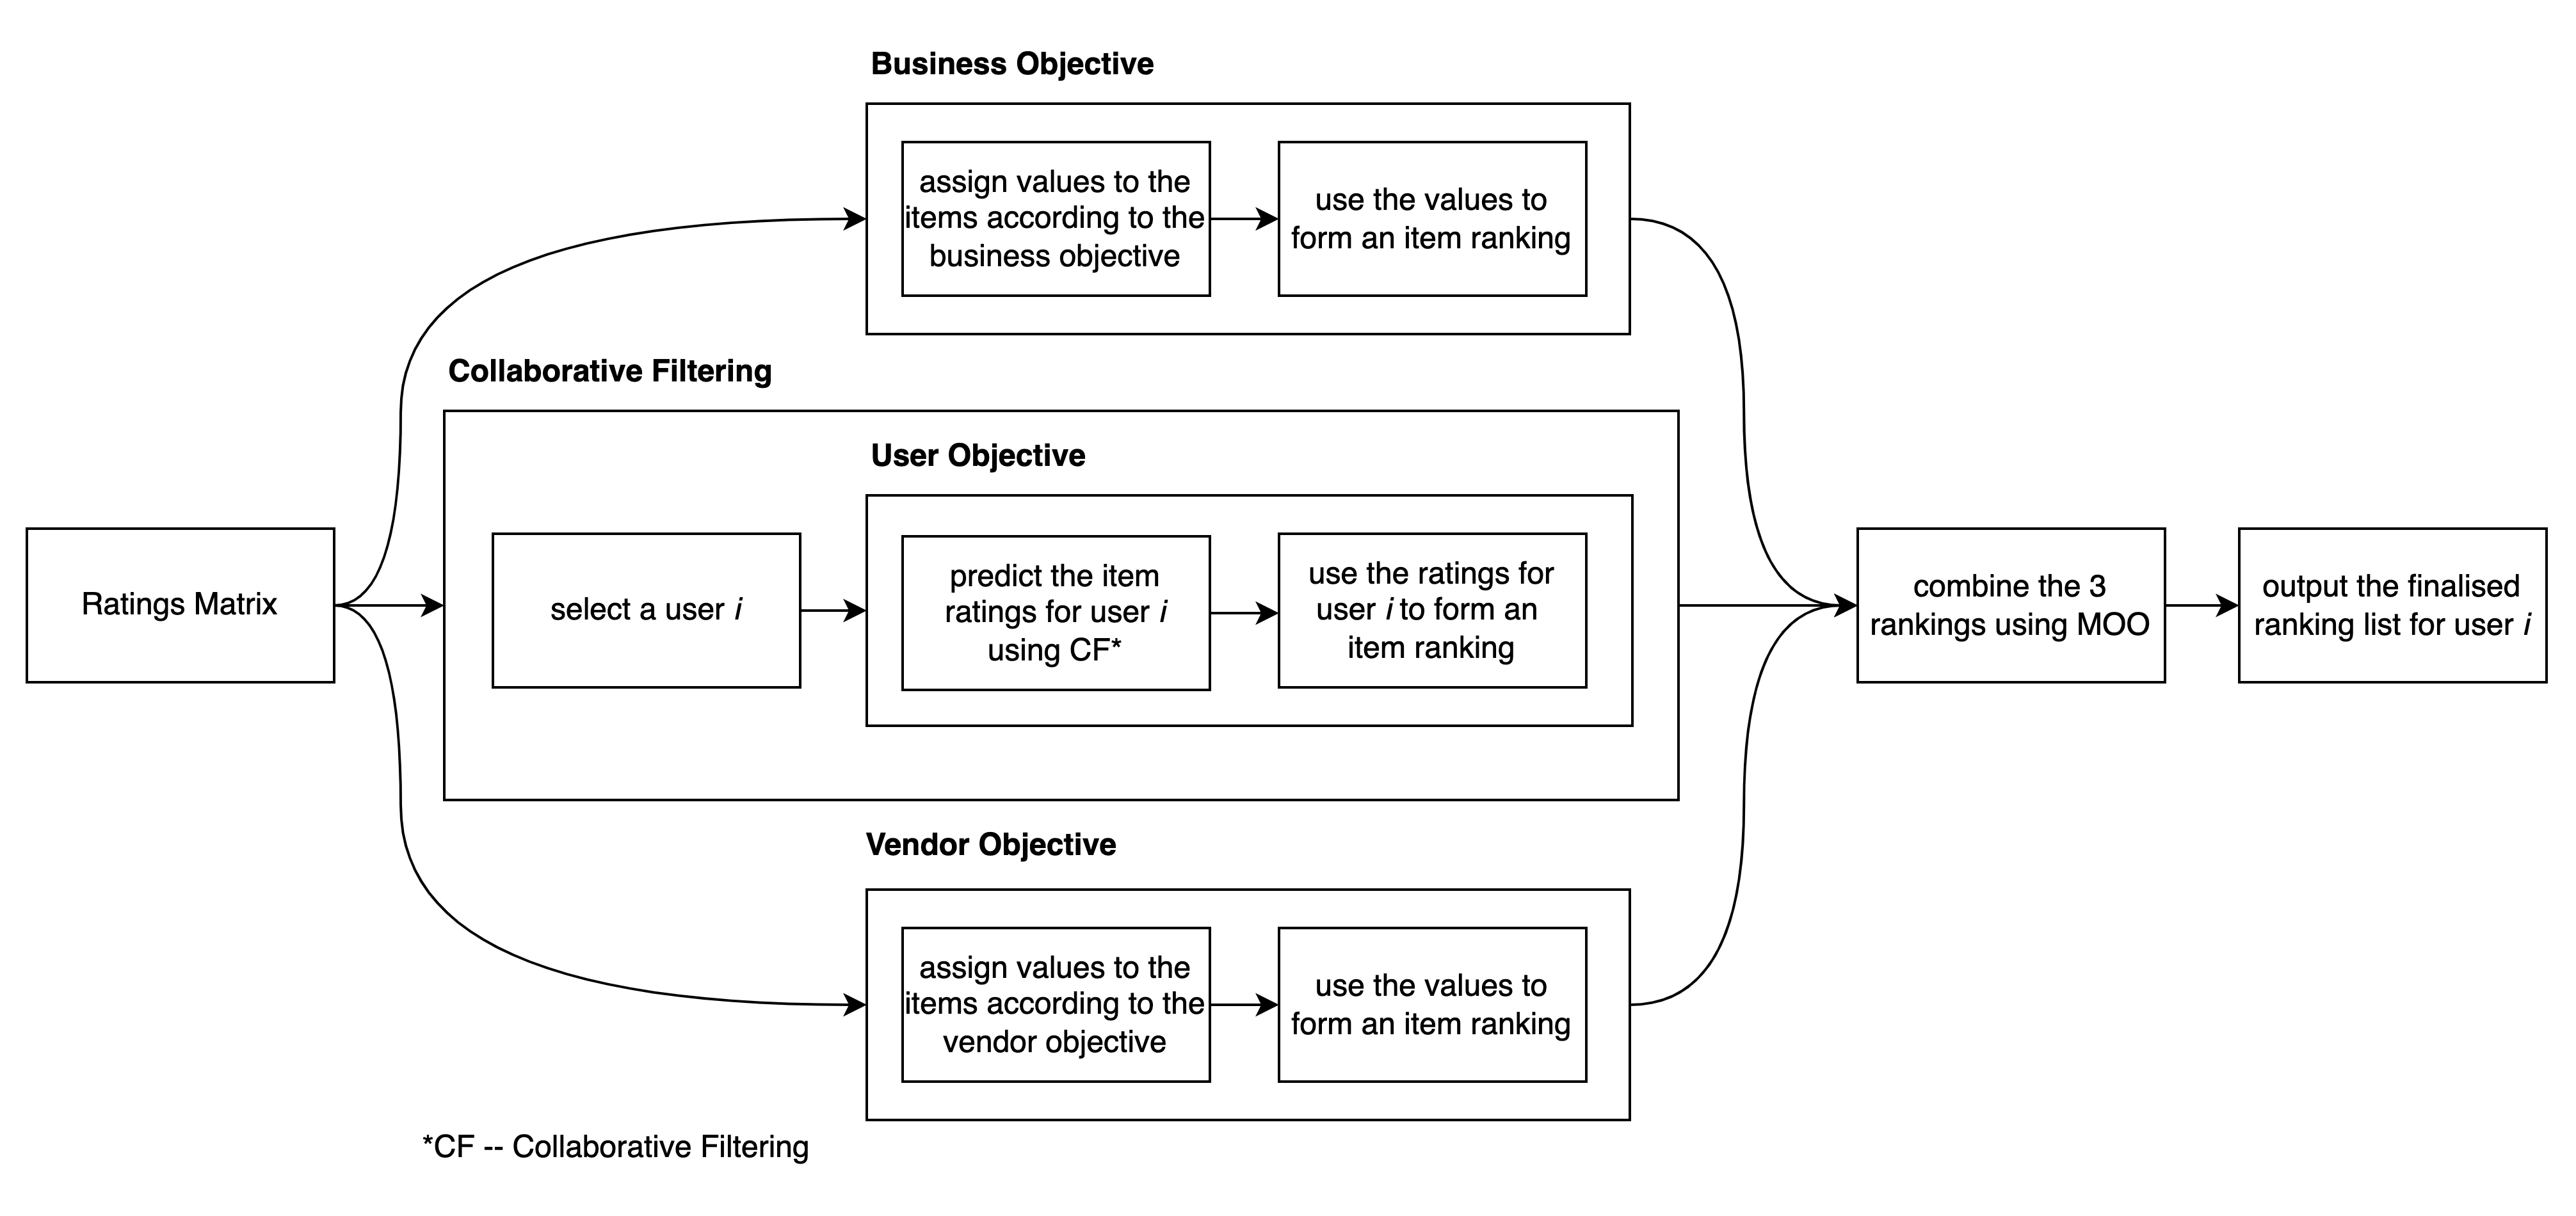 Business Objective
assign values to the
items according to the
business objective
use the values to
form an item ranking
Collaborative Filtering
User Objective
Ratings Matrix
select a user i
predict the item
ratings for user i
using CF*
use the ratings for
user i to form an
item ranking
combine the 3
rankings using MOO
output the finalised
ranking list for user i
Vendor Objective
assign values to the
items according to the
vendor objective
use the values to
form an item ranking
*CF -- Collaborative Filtering